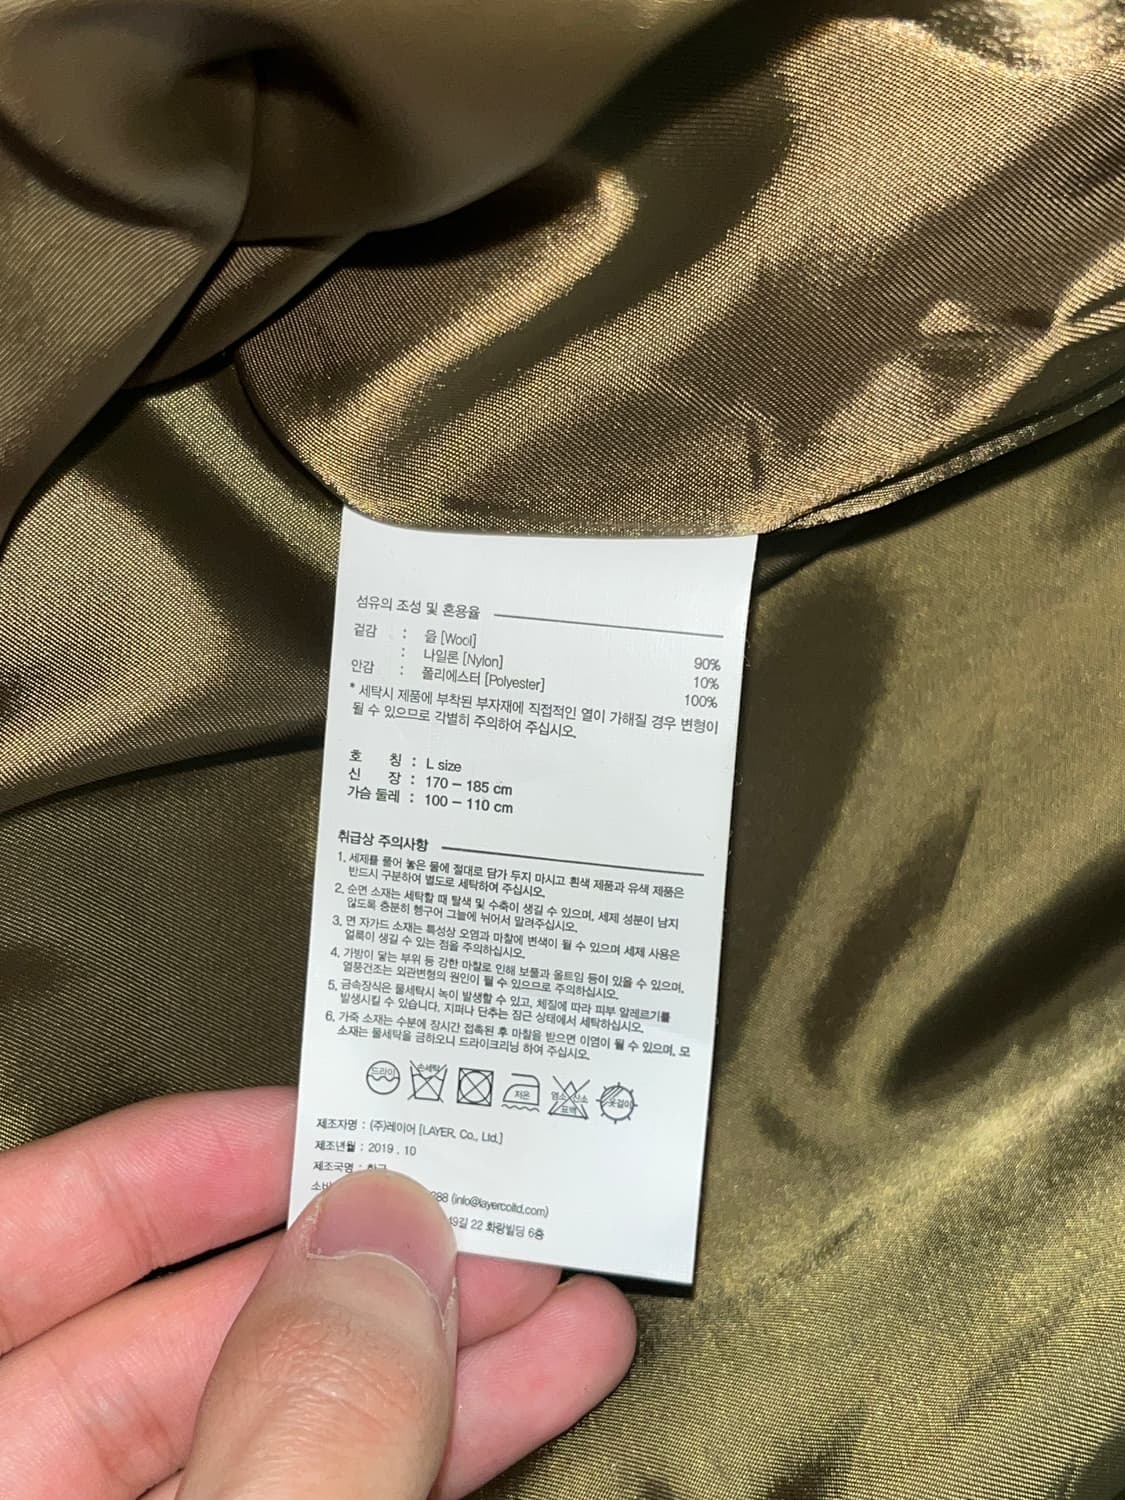 섬유의 조성 및 혼용율
겉감 : 울 [Wool] 90%
: 나일론 [Nylon] 10%
안감 : 폴리에스터 [Polyester] 100%
* 세탁시 제품에 부착된 부자재에 직접적인 열이 가해질 경우 변형이
될 수 있으므로 각별히 주의하여 주십시오.
호 칭 : L size
신 장 : 170 – 185 cm
가슴 둘레 : 100 – 110 cm
취급상 주의사항
1. 세제를 풀어 놓은 물에 절대로 담가 두지 마시고 흰색 제품과 유색 제품은
반드시 구분하여 별도로 세탁하여 주십시오.
2. 순면 소재는 세탁할 때 탈색 및 수축이 생길 수 있으며, 세제 성분이 남지
않도록 충분히 헹구어 그늘에 뉘어서 말려주십시오.
3. 면 자가드 소재는 특성상 오염과 마찰에 변색이 될 수 있으며 세제 사용은
얼룩이 생길 수 있는 점을 주의하십시오.
4. 가방이 닿는 부위 등 강한 마찰로 인해 보풀과 올트임 등이 있을 수 있으며,
열풍건조는 외관변형의 원인이 될 수 있으므로 주의하십시오.
5. 금속장식은 물세탁시 녹이 발생할 수 있고, 체질에 따라 피부 알레르기를
발생시킬 수 있습니다. 지퍼나 단추는 잠근 상태에서 세탁하십시오.
6. 가죽 소재는 수분에 장시간 접촉된 후 마찰을 받으면 이염이 될 수 있으며, 모
소재는 물세탁을 금하오니 드라이크리닝 하여 주십시오.
드라이 손세탁 저온 염소 산소 표백 옷걸이
제조자명 : (주)레이어 [LAYER, Co., Ltd.]
제조년월 : 2019 . 10
제조국명 : 한국
288 (info@layercoltd.com)
49길 22 화랑빌딩 6층